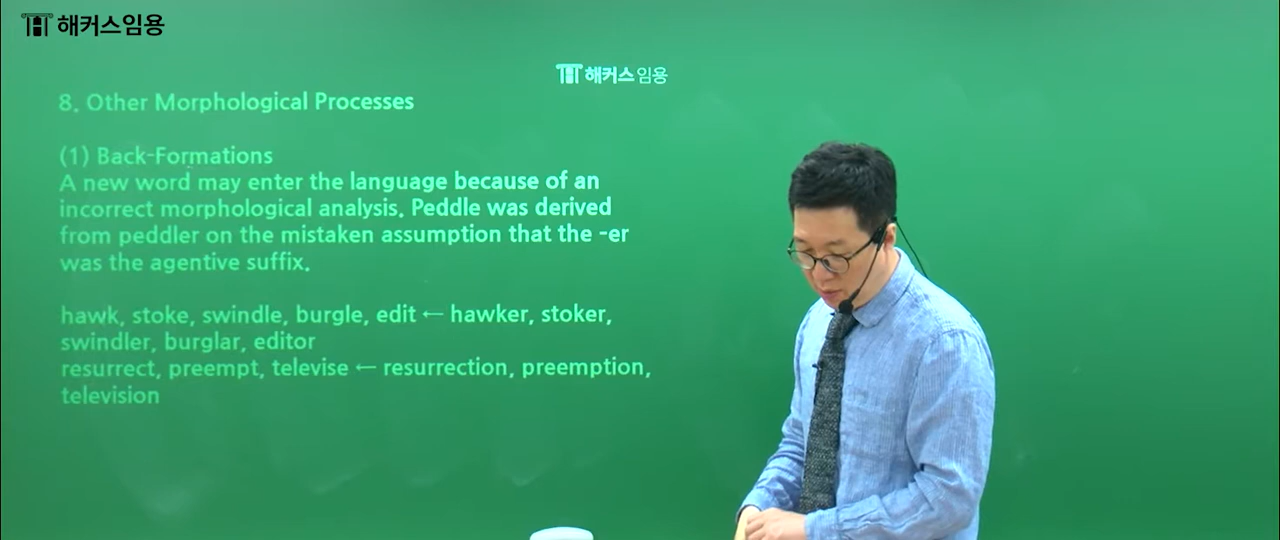 해커스임용
해커스임용
8. Other Morphological Processes
(1) Back-Formations
A new word may enter the language because of an
incorrect morphological analysis. Peddle was derived
from peddler on the mistaken assumption that the -er
was the agentive suffix.
hawk, stoke, swindle, burgle, edit ← hawker, stoker,
swindler, burglar, editor
resurrect, preempt, televise ← resurrection, preemption,
television